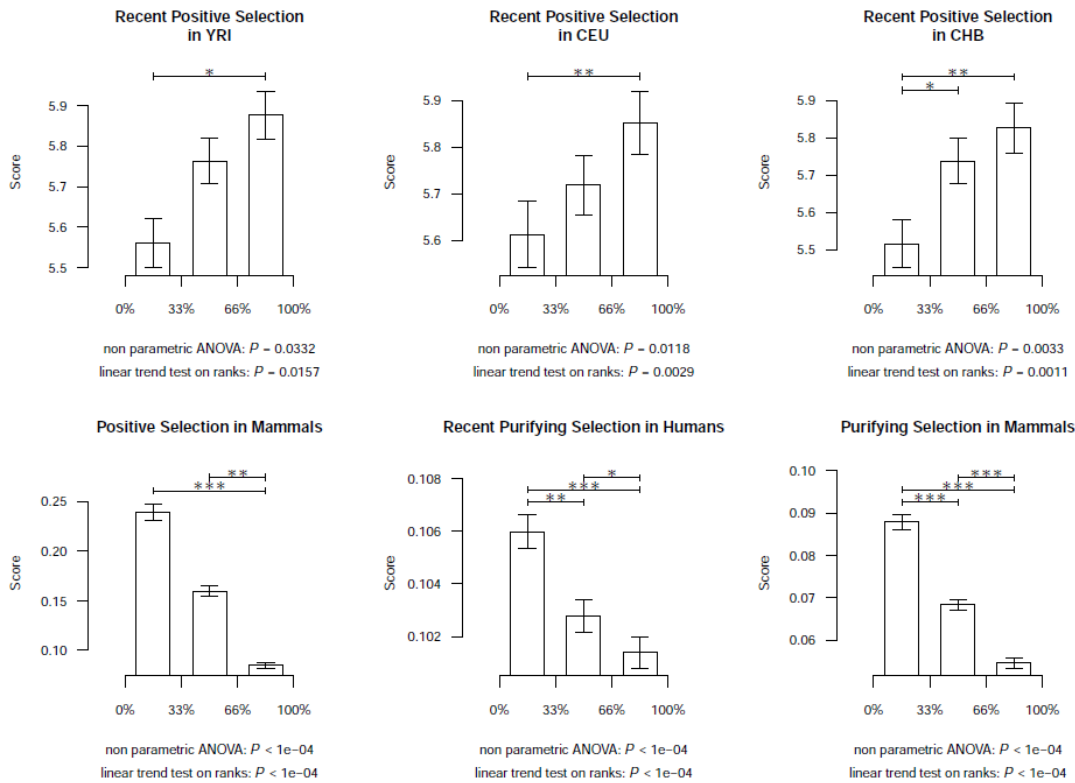 Recent Positive Selection
in YRI
*
Score
5.9
5.8
5.7
5.6
5.5
0% 33% 66% 100%
non parametric ANOVA: P = 0.0332
linear trend test on ranks: P = 0.0157
Recent Positive Selection
in CEU
**
Score
5.9
5.8
5.7
5.6
0% 33% 66% 100%
non parametric ANOVA: P = 0.0118
linear trend test on ranks: P = 0.0029
Recent Positive Selection
in CHB
**
*
Score
5.9
5.8
5.7
5.6
5.5
0% 33% 66% 100%
non parametric ANOVA: P = 0.0033
linear trend test on ranks: P = 0.0011
Positive Selection in Mammals
**
***
Score
0.25
0.20
0.15
0.10
0% 33% 66% 100%
non parametric ANOVA: P < 1e−04
linear trend test on ranks: P < 1e−04
Recent Purifying Selection in Humans
*
***
**
Score
0.108
0.106
0.104
0.102
0% 33% 66% 100%
non parametric ANOVA: P < 1e−04
linear trend test on ranks: P < 1e−04
Purifying Selection in Mammals
***
***
***
Score
0.10
0.09
0.08
0.07
0.06
0% 33% 66% 100%
non parametric ANOVA: P < 1e−04
linear trend test on ranks: P < 1e−04